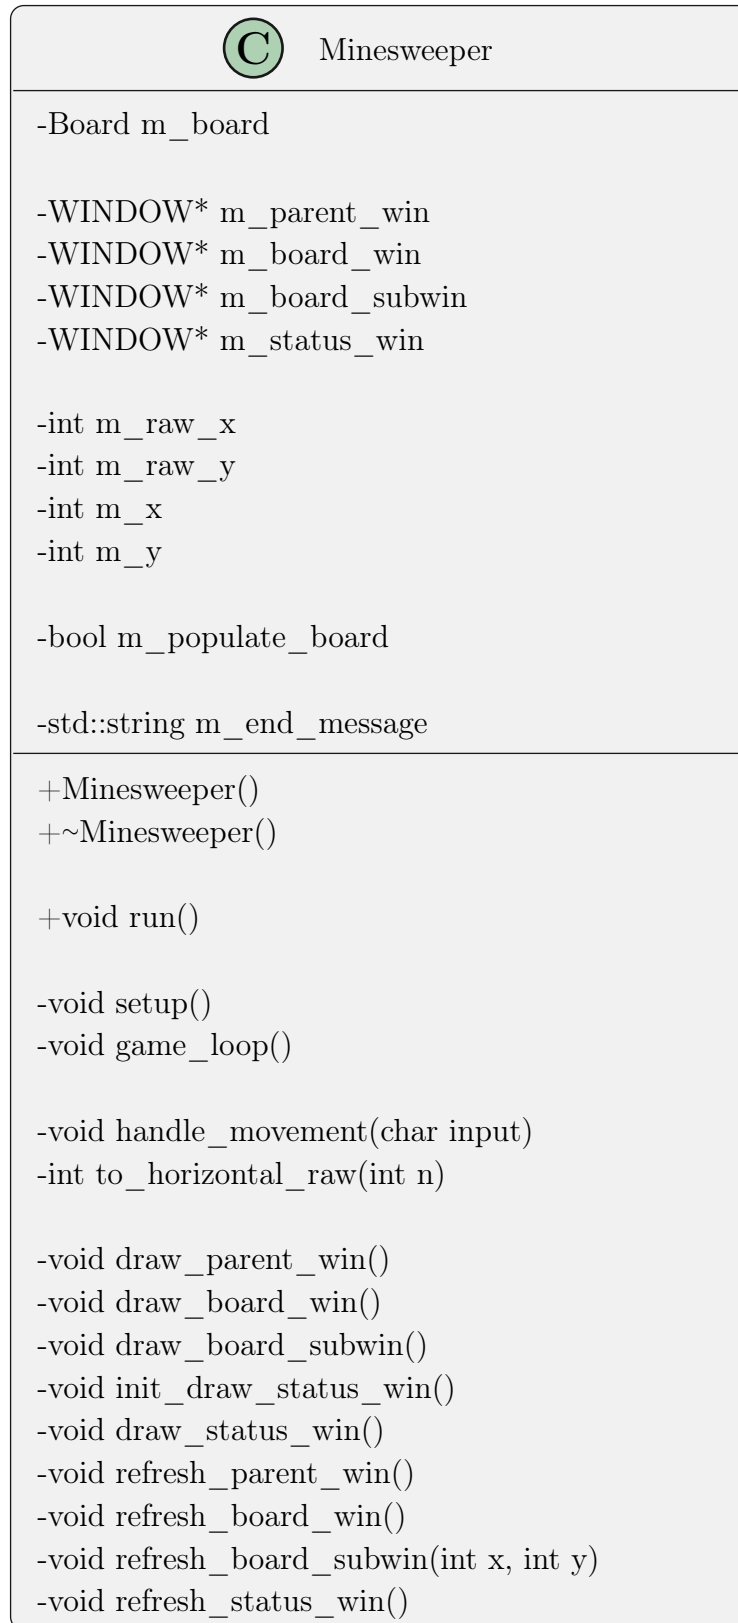 C Minesweeper
-Board m_board
-WINDOW* m_parent_win
-WINDOW* m_board_win
-WINDOW* m_board_subwin
-WINDOW* m_status_win
-int m_raw_x
-int m_raw_y
-int m_x
-int m_y
-bool m_populate_board
-std::string m_end_message
+Minesweeper()
+~Minesweeper()
+void run()
-void setup()
-void game_loop()
-void handle_movement(char input)
-int to_horizontal_raw(int n)
-void draw_parent_win()
-void draw_board_win()
-void draw_board_subwin()
-void init_draw_status_win()
-void draw_status_win()
-void refresh_parent_win()
-void refresh_board_win()
-void refresh_board_subwin(int x, int y)
-void refresh_status_win()